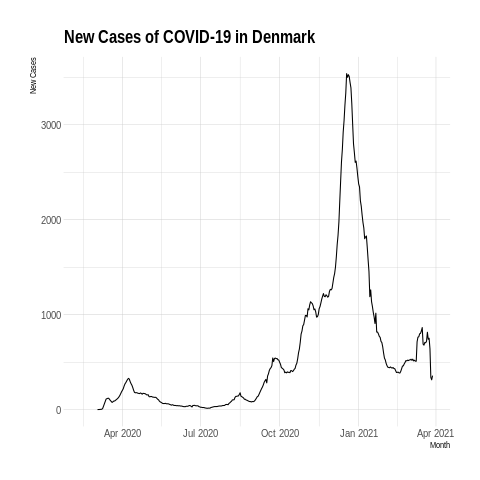 New Cases of COVID-19 in Denmark
New Cases
3000
2000
1000
0
Apr 2020 Jul 2020 Oct 2020 Jan 2021 Apr 2021
Month